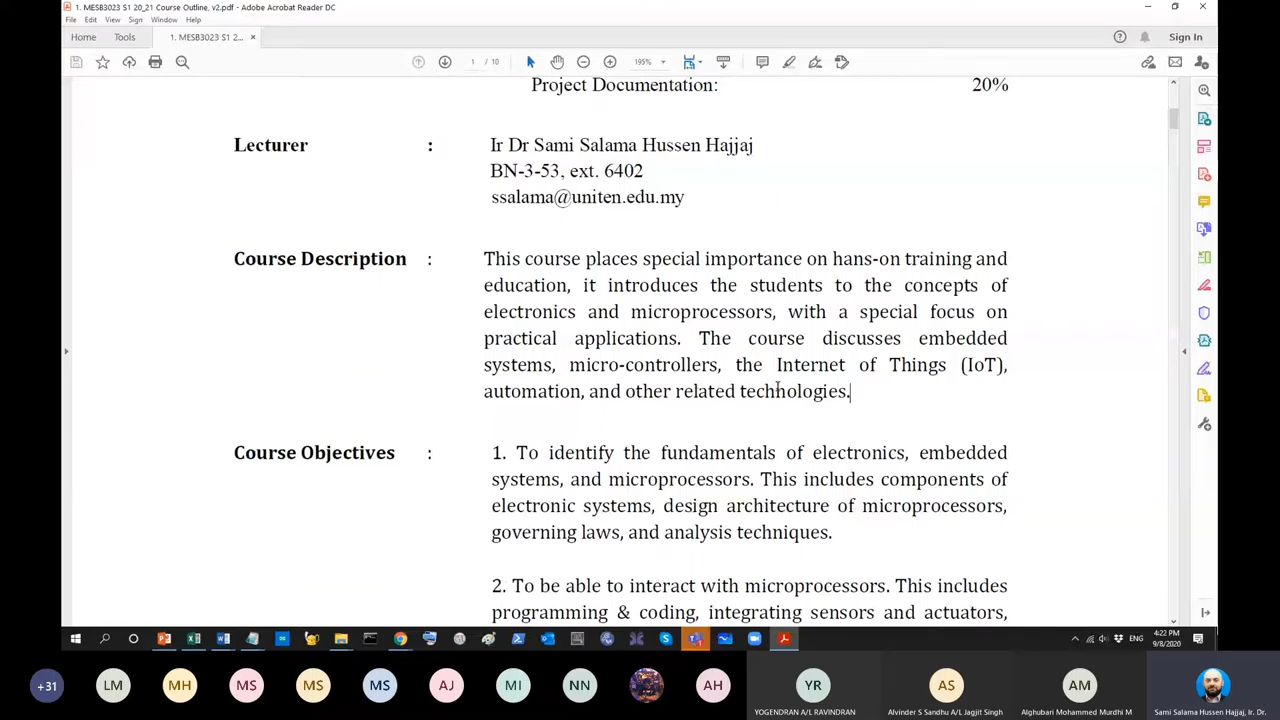 1. MESB3023 S1 20_21 Course Outline, v2.pdf - Adobe Acrobat Reader DC
File Edit View Sign Window Help
Home Tools 1. MESB3023 S1 2... × Sign In
1 / 10 195%
Project Documentation: 20%
Lecturer : Ir Dr Sami Salama Hussen Hajjaj
BN-3-53, ext. 6402
ssalama@uniten.edu.my
Course Description : This course places special importance on hans-on training and
education, it introduces the students to the concepts of
electronics and microprocessors, with a special focus on
practical applications. The course discusses embedded
systems, micro-controllers, the Internet of Things (IoT),
automation, and other related technologies.
Course Objectives : 1. To identify the fundamentals of electronics, embedded
systems, and microprocessors. This includes components of
electronic systems, design architecture of microprocessors,
governing laws, and analysis techniques.
2. To be able to interact with microprocessors. This includes
programming & coding, integrating sensors and actuators,
ENG 4:22 PM
9/8/2020
+31 LM MH MS MS MS AJ MI NN AH YR AS AM
YOGENDRAN A/L RAVINDRAN Alvinder S Sandhu A/L Jagjit Singh Alghubari Mohammed Murdhi M Sami Salama Hussen Hajjaj, Ir. Dr.